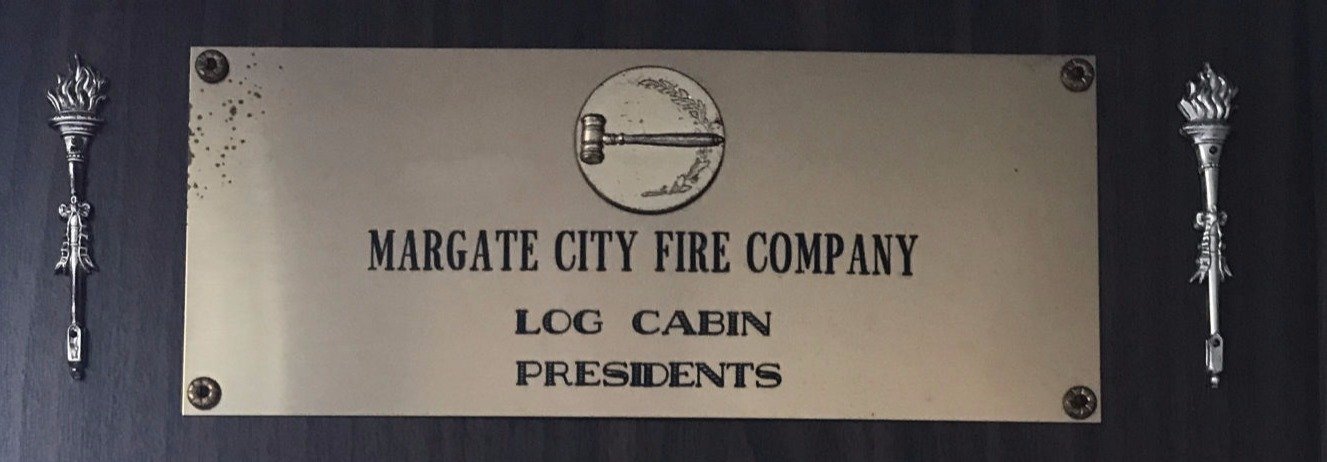 MARGATE CITY FIRE COMPANY
LOG CABIN
PRESIDENTS